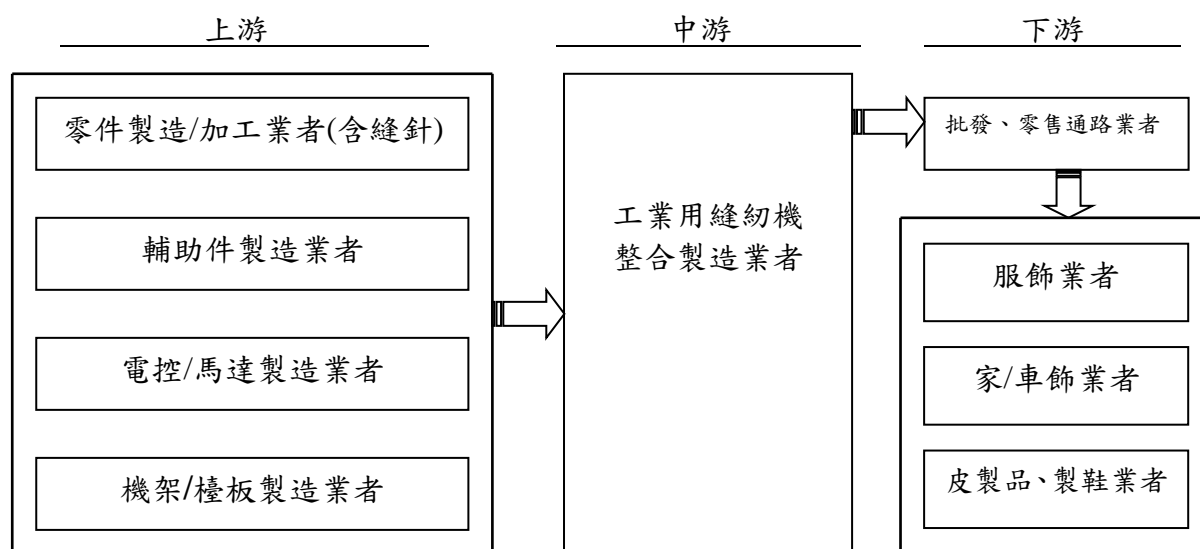 上游
中游
下游
零件製造/加工業者(含縫針)
輔助件製造業者
電控/馬達製造業者
機架/檯板製造業者
工業用縫紉機
整合製造業者
批發、零售通路業者
服飾業者
家/車飾業者
皮製品、製鞋業者